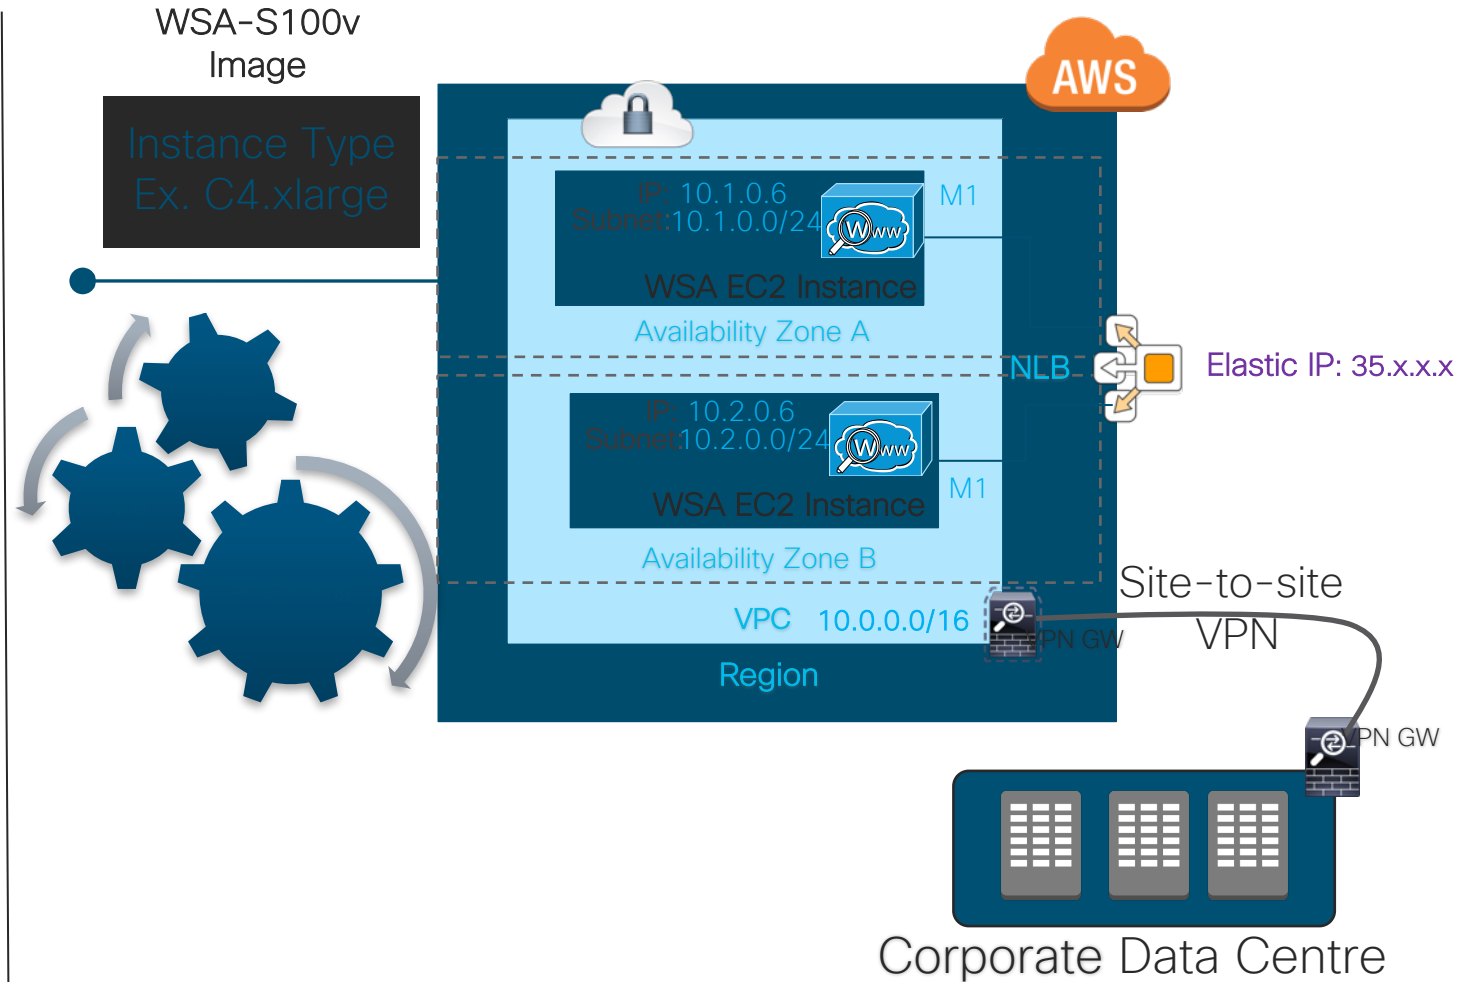 WSA-S100v
Image
Instance Type
Ex. C4.xlarge
AWS
IP: 10.1.0.6
Subnet:10.1.0.0/24
Www
M1
WSA EC2 Instance
Availability Zone A
NLB
Elastic IP: 35.x.x.x
IP: 10.2.0.6
Subnet:10.2.0.0/24
Www
WSA EC2 Instance
M1
Availability Zone B
VPC 10.0.0.0/16
Region
VPN GW
Site-to-site
VPN
VPN GW
Corporate Data Centre